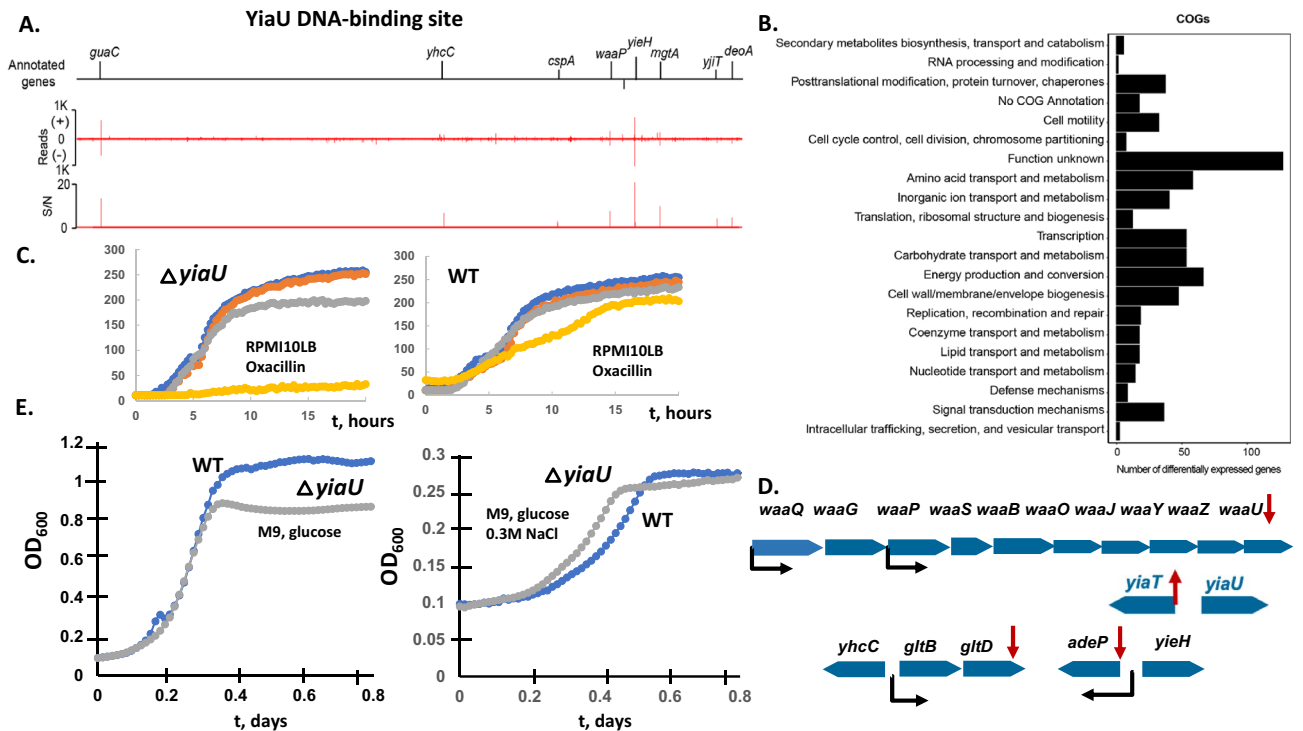 A.
YiaU DNA-binding site
Annotated
genes
guaC
yhcC
cspA
waaP
yieH
mgtA
yjiT
deoA
Reads
1K
(+)
0
(-)
1K
S/N
20
0
B.
COGs
Secondary metabolites biosynthesis, transport and catabolism
RNA processing and modification
Posttranslational modification, protein turnover, chaperones
No COG Annotation
Cell motility
Cell cycle control, cell division, chromosome partitioning
Function unknown
Amino acid transport and metabolism
Inorganic ion transport and metabolism
Translation, ribosomal structure and biogenesis
Transcription
Carbohydrate transport and metabolism
Energy production and conversion
Cell wall/membrane/envelope biogenesis
Replication, recombination and repair
Coenzyme transport and metabolism
Lipid transport and metabolism
Nucleotide transport and metabolism
Defense mechanisms
Signal transduction mechanisms
Intracellular trafficking, secretion, and vesicular transport
0 50 100
Number of differentially expressed genes
C.
300
250
200
150
100
50
0
Δ yiaU
RPMI10LB
Oxacillin
0 5 10 15
t, hours
300
250
200
150
100
50
0
WT
RPMI10LB
Oxacillin
0 5 10 15
t, hours
D.
waaQ waaG waaP waaS waaB waaO waaJ waaY waaZ waaU
yiaT yiaU
yhcC gltB gltD adeP yieH
E.
OD600
1.2
1
0.8
0.6
0.4
0.2
0
WT
Δ yiaU
M9, glucose
0 0.2 0.4 0.6 0.8
t, days
OD600
0.3
0.25
0.2
0.15
0.1
0.05
0
Δ yiaU
M9, glucose
0.3M NaCl
WT
0 0.2 0.4 0.6 0.8
t, days